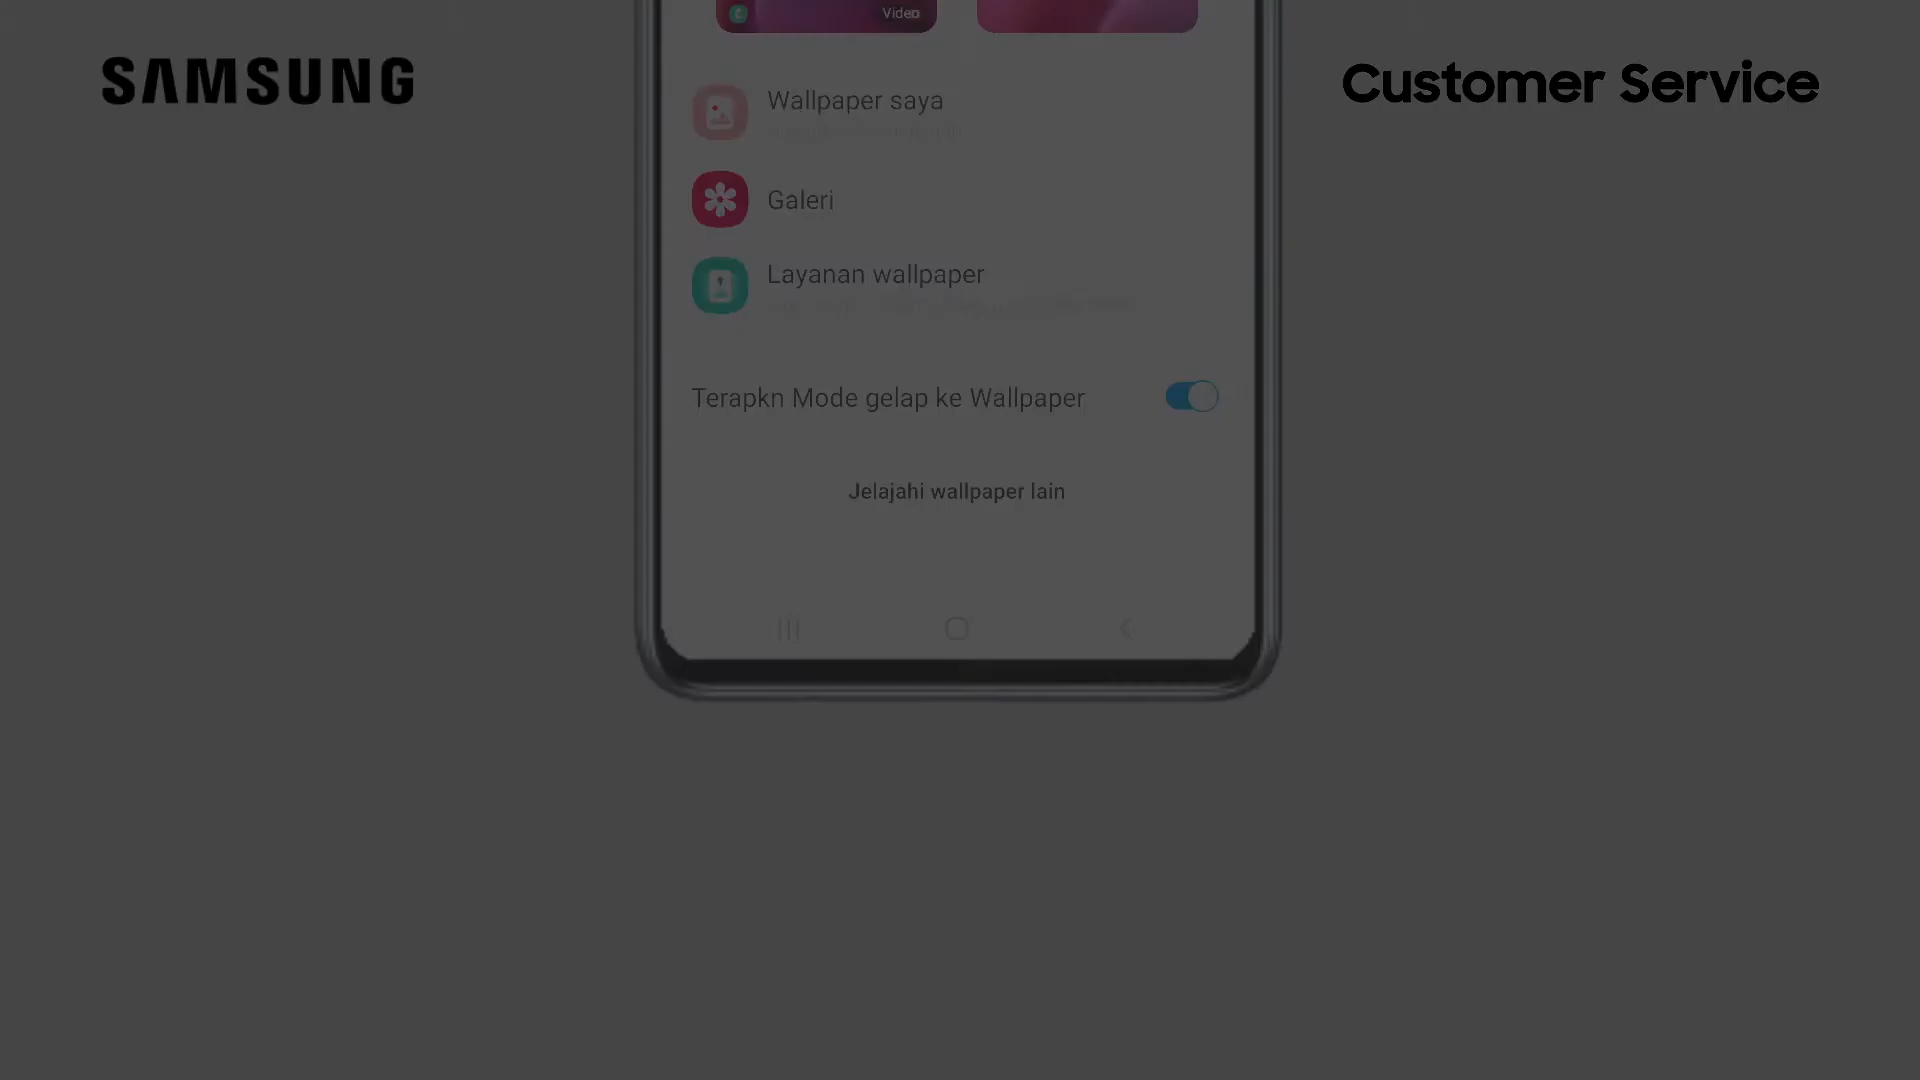 SAMSUNG
Customer Service
Video
Wallpaper saya
Galeri
Layanan wallpaper
Terapkn Mode gelap ke Wallpaper
Jelajahi wallpaper lain